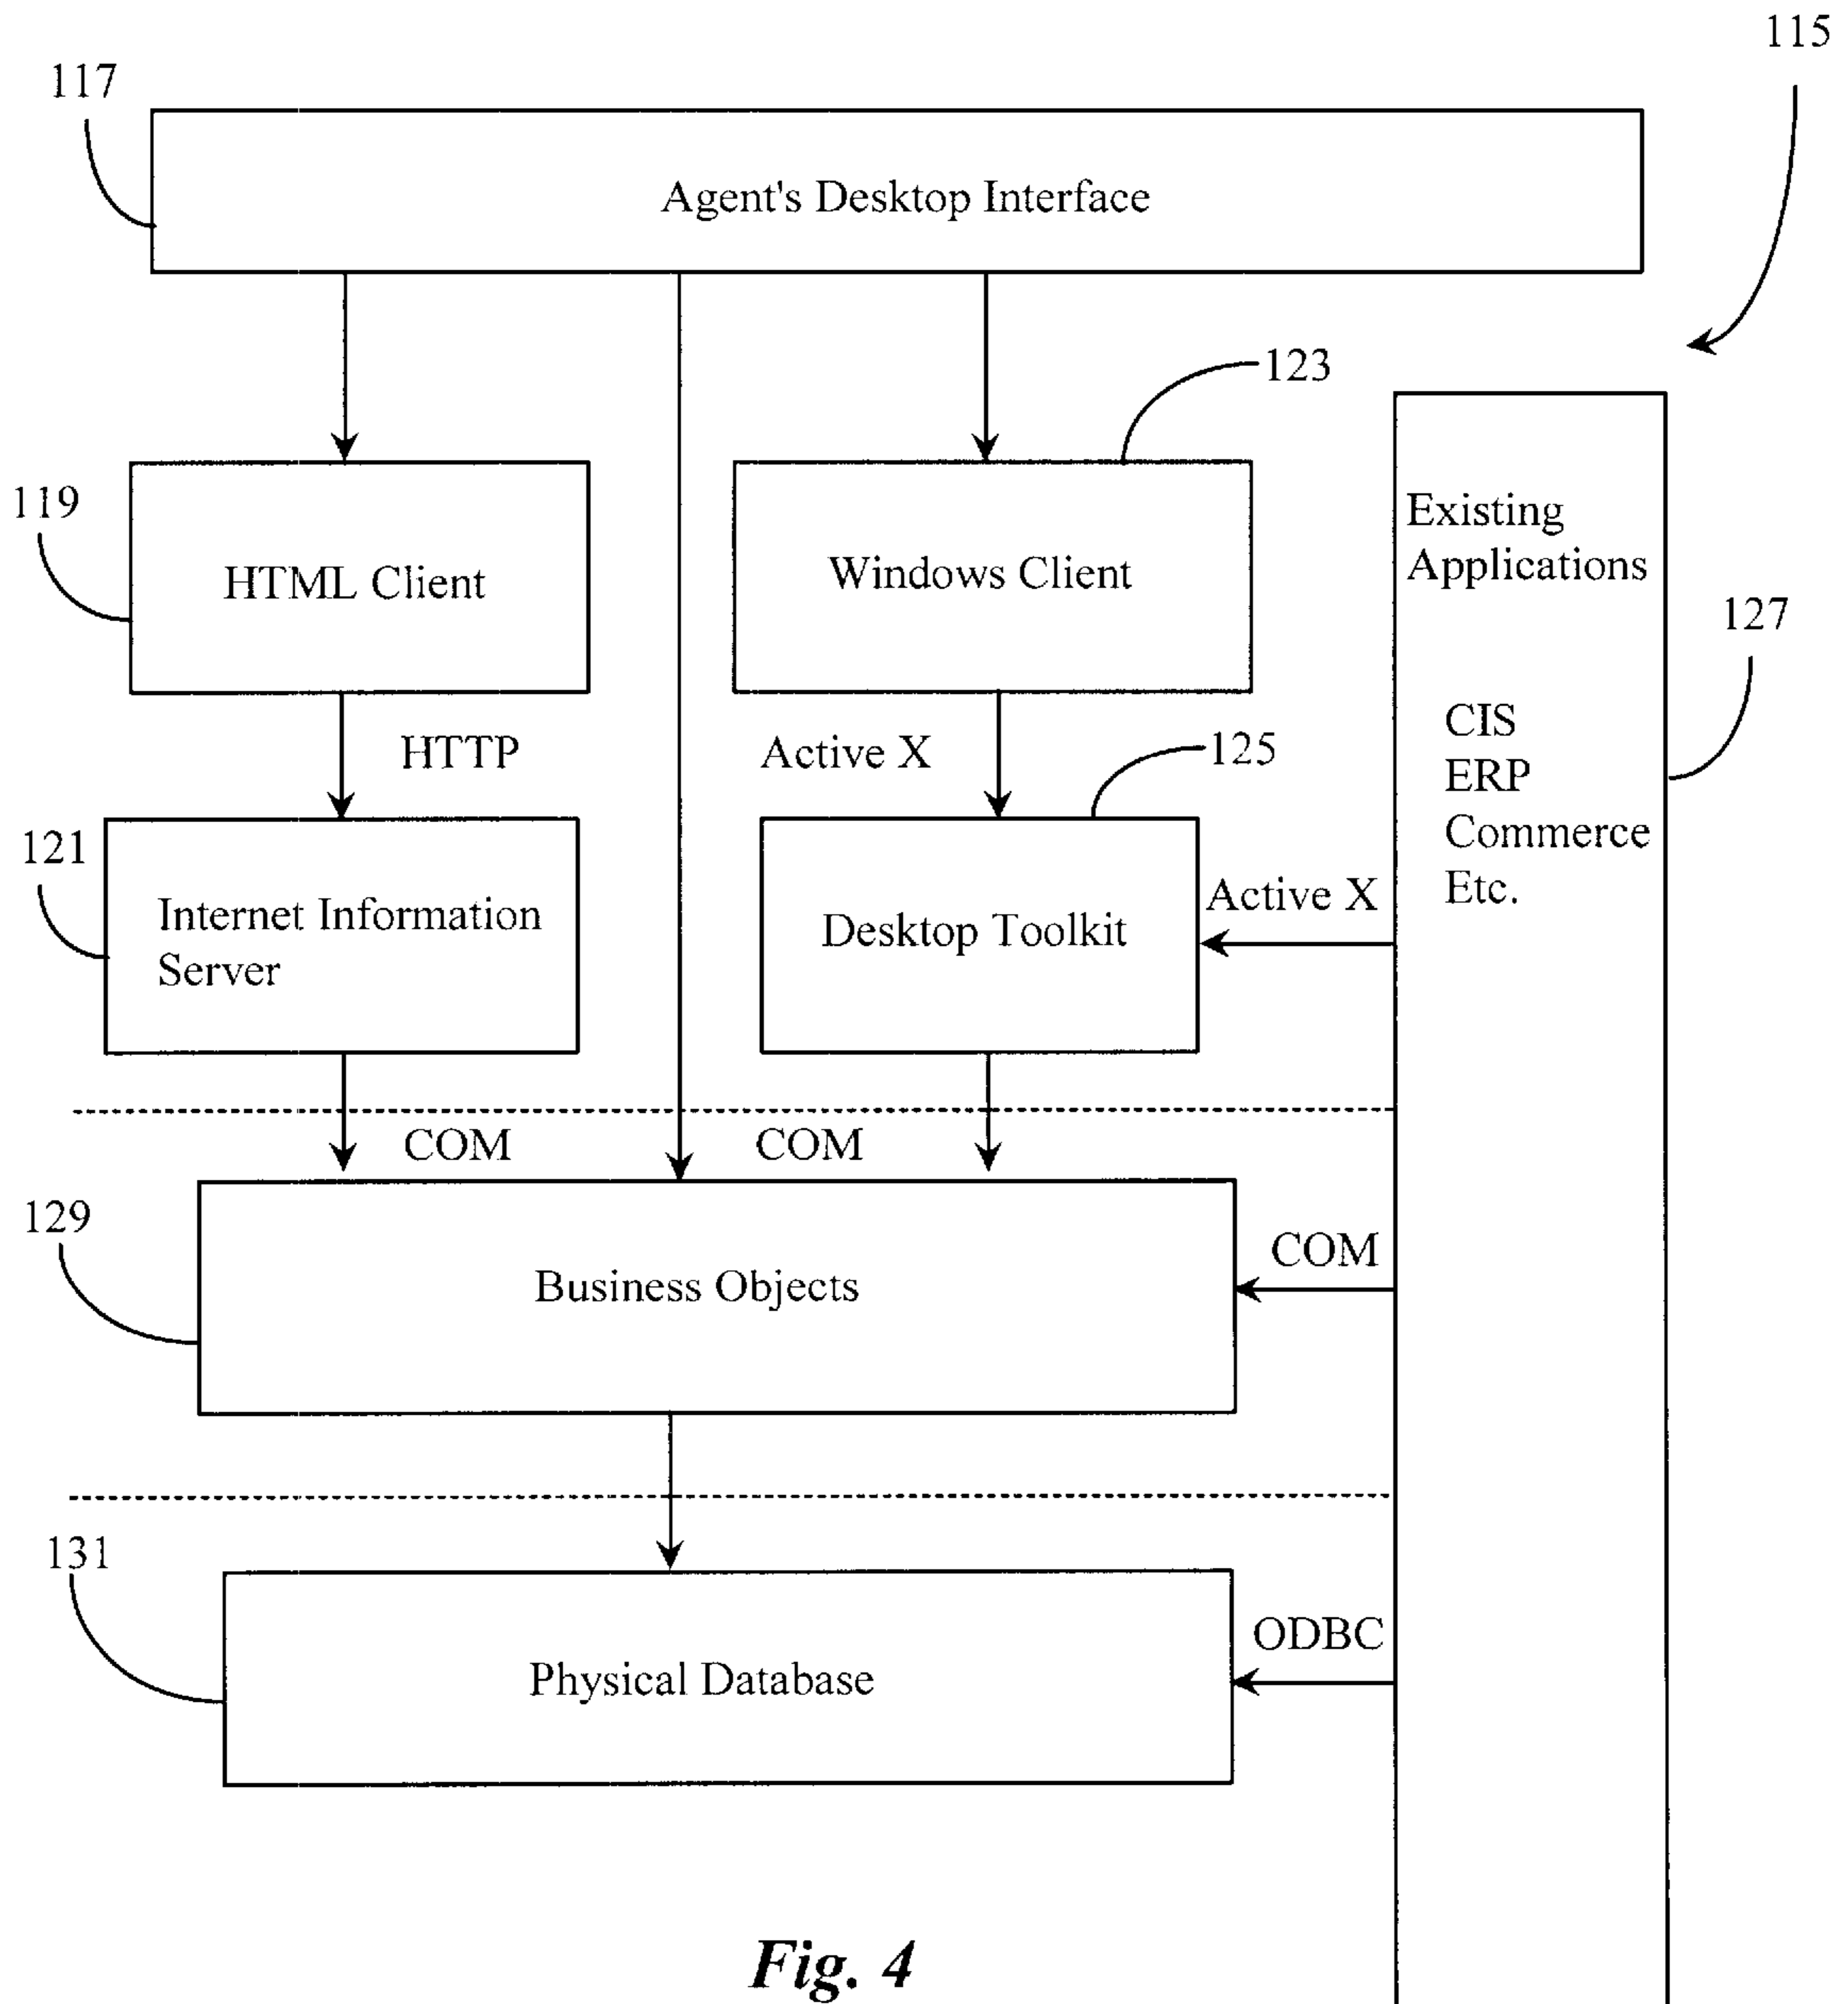 115
117
Agent's Desktop Interface
123
119
HTML Client
Windows Client
Existing
Applications
127
CIS
ERP
Commerce
Etc.
HTTP
Active X
125
121
Internet Information
Server
Desktop Toolkit
Active X
COM
COM
129
Business Objects
COM
131
Physical Database
ODBC
Fig. 4